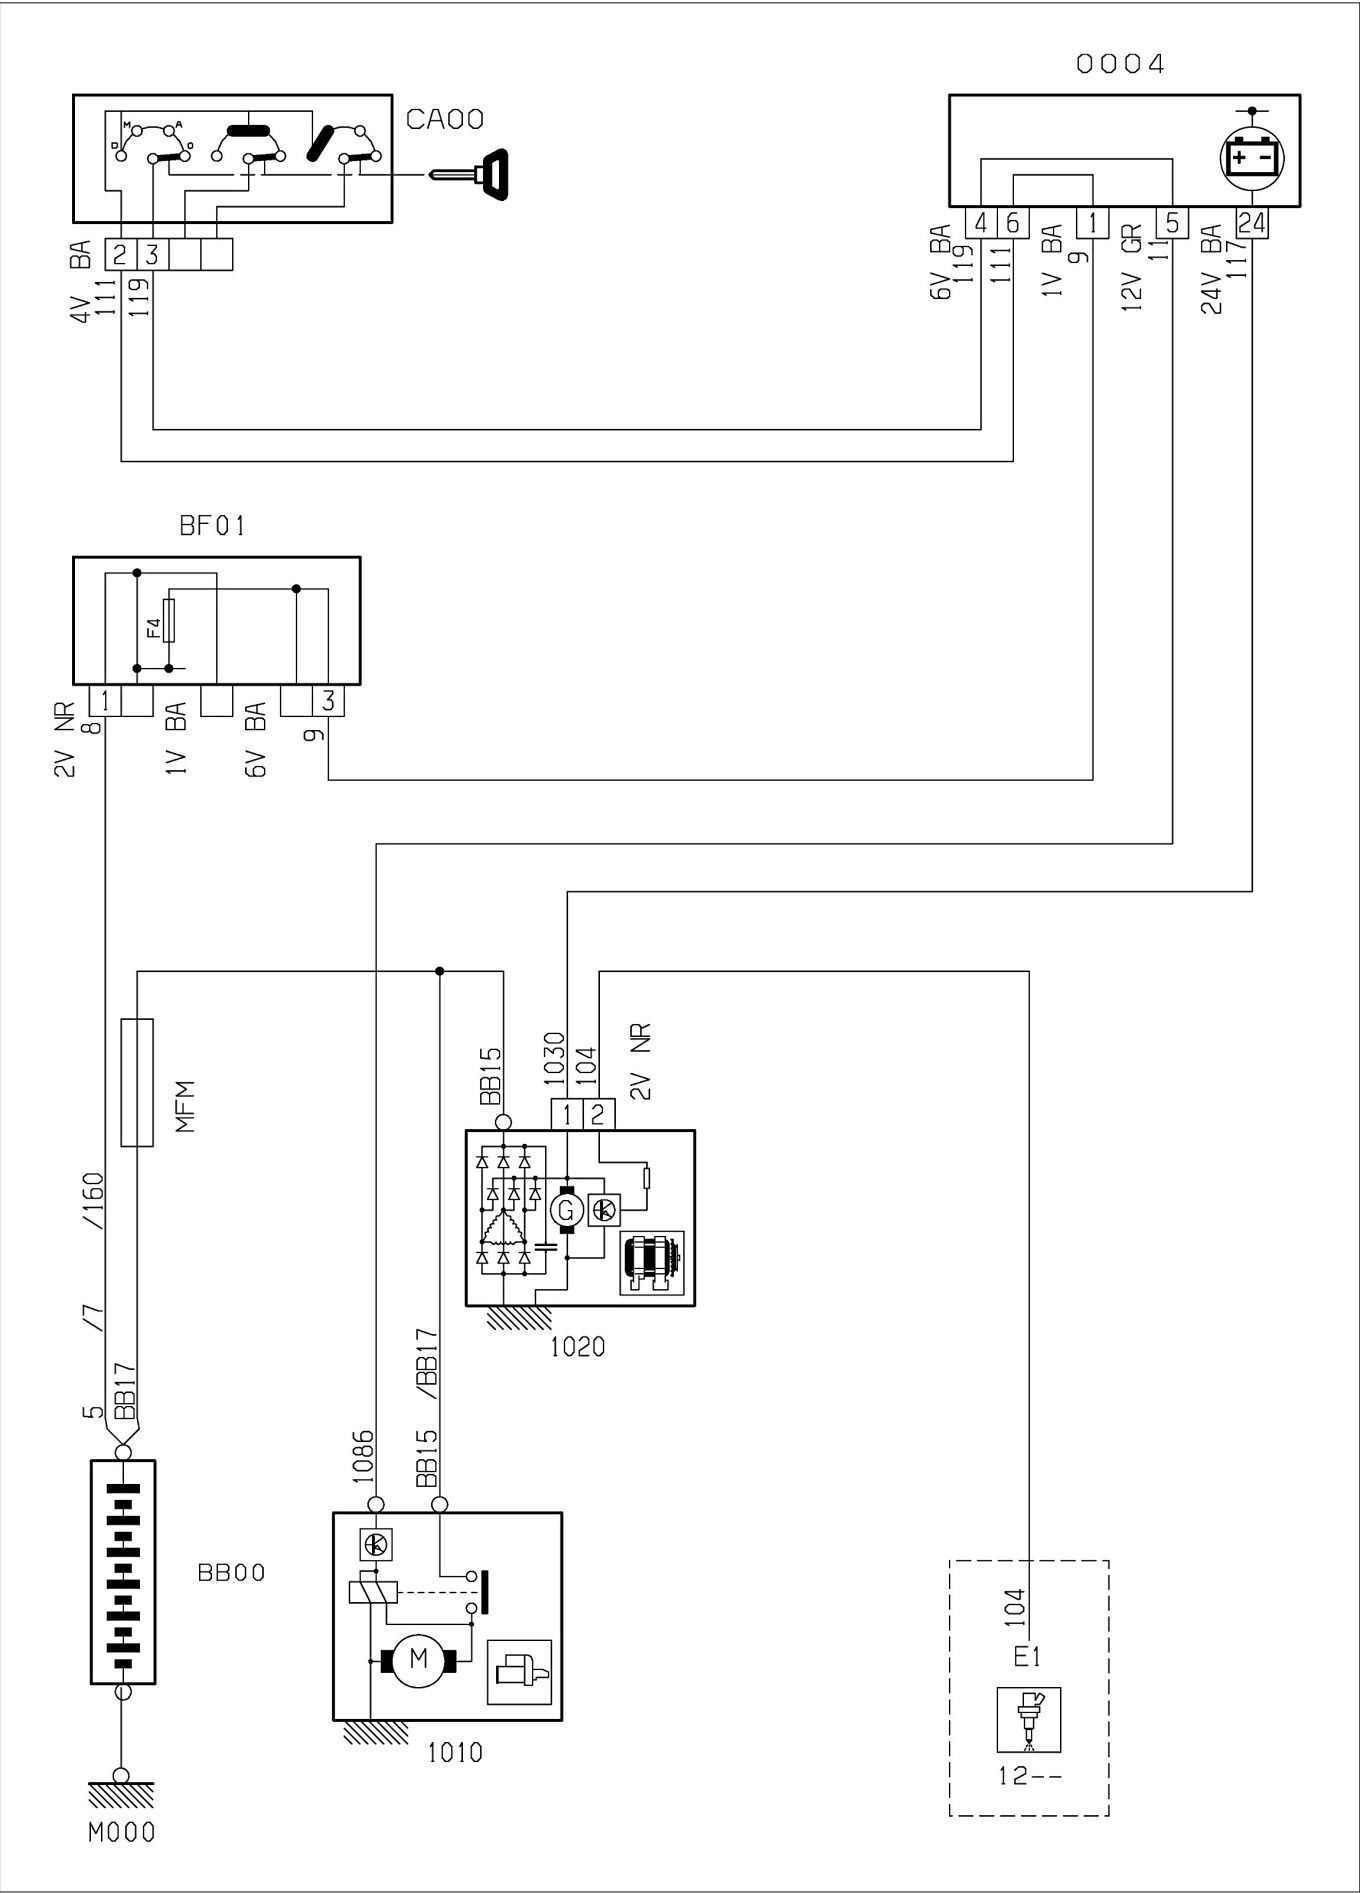 0004
CA00
M A
D O
+ -
2 3
4 6 1 5 24
4V BA
111
119
6V BA
119
111
1V BA
9
12V GR
11
24V BA
117
BF01
F4
1 3
2V NR
8
1V BA
6V BA
9
MFM
BB15
1030
104
2V NR
1 2
G
1020
/160
/7
5
BB17
/BB17
1086
BB15
BB00
M
1010
104
E1
12--
M000